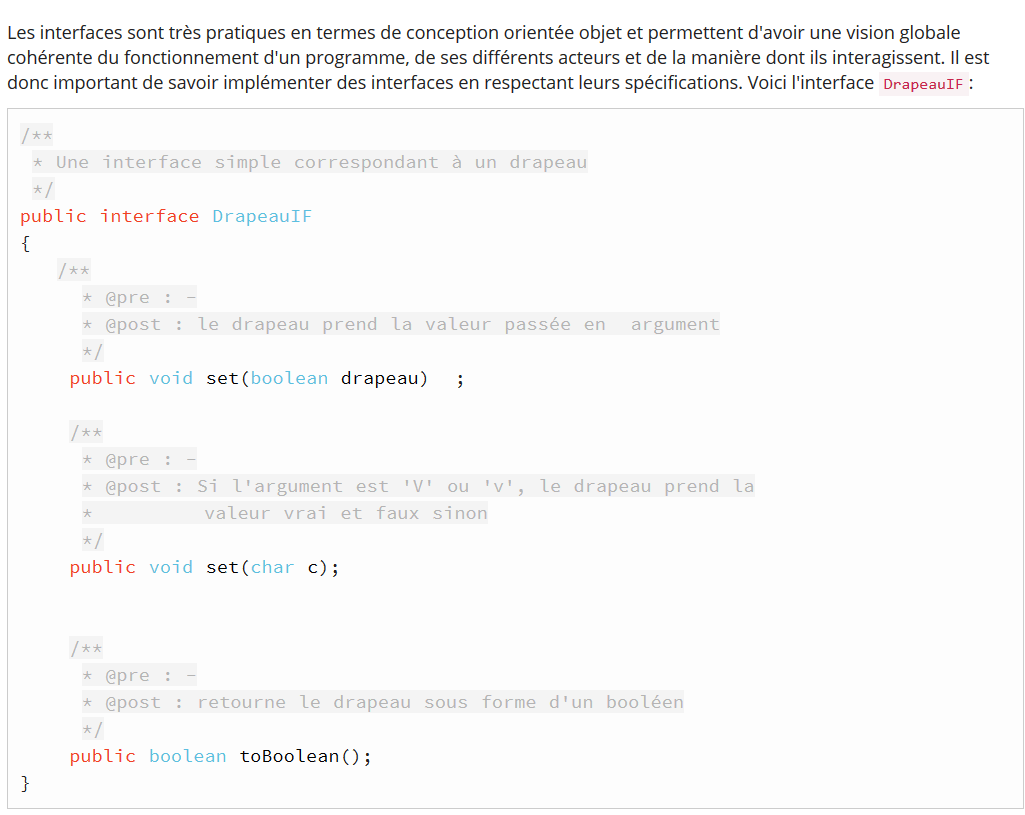 Les interfaces sont très pratiques en termes de conception orientée objet et permettent d'avoir une vision globale
cohérente du fonctionnement d'un programme, de ses différents acteurs et de la manière dont ils interagissent. Il est
donc important de savoir implémenter des interfaces en respectant leurs spécifications. Voici l'interface DrapeauIF :
/**
 * Une interface simple correspondant à un drapeau
 */
public interface DrapeauIF
{
   /**
     * @pre : -
     * @post : le drapeau prend la valeur passée en  argument
     */
    public void set(boolean drapeau)  ;
    /**
     * @pre : -
     * @post : Si l'argument est 'V' ou 'v', le drapeau prend la
     *         valeur vrai et faux sinon
     */
    public void set(char c);
    /**
     * @pre : -
     * @post : retourne le drapeau sous forme d'un booléen
     */
    public boolean toBoolean();
}